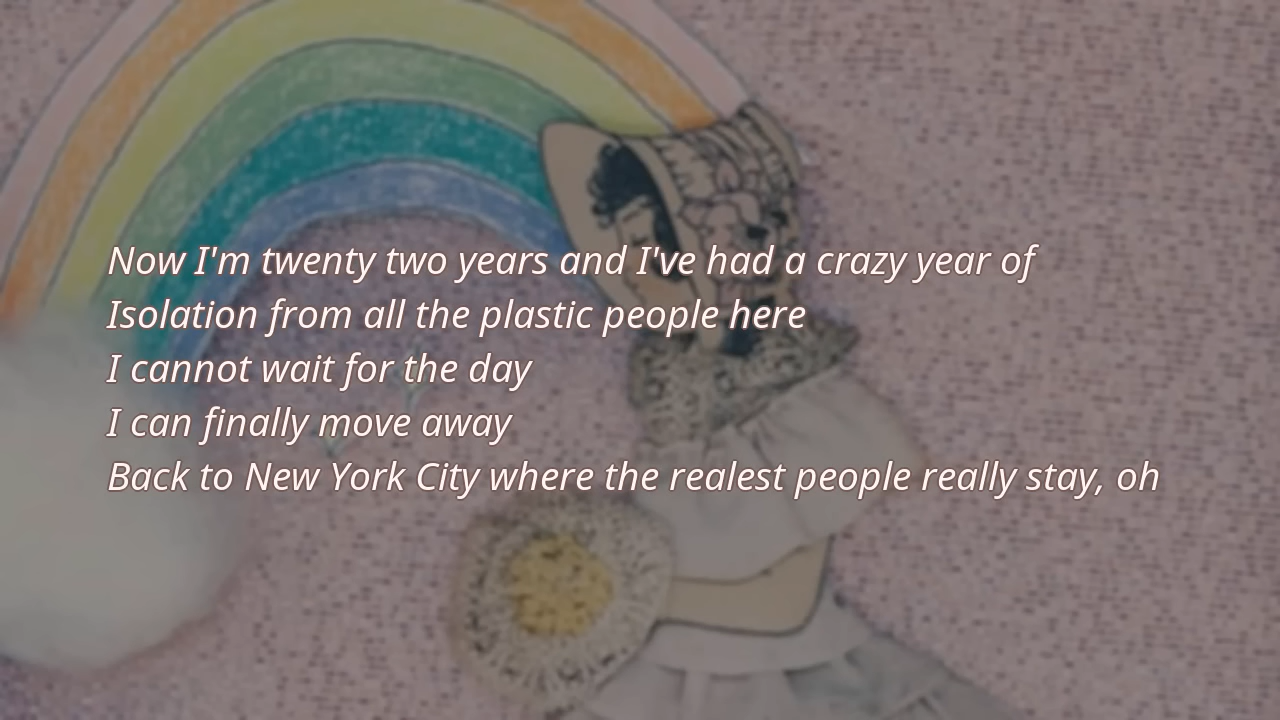 Now I'm twenty two years and I've had a crazy year of
Isolation from all the plastic people here
I cannot wait for the day
I can finally move away
Back to New York City where the realest people really stay, oh